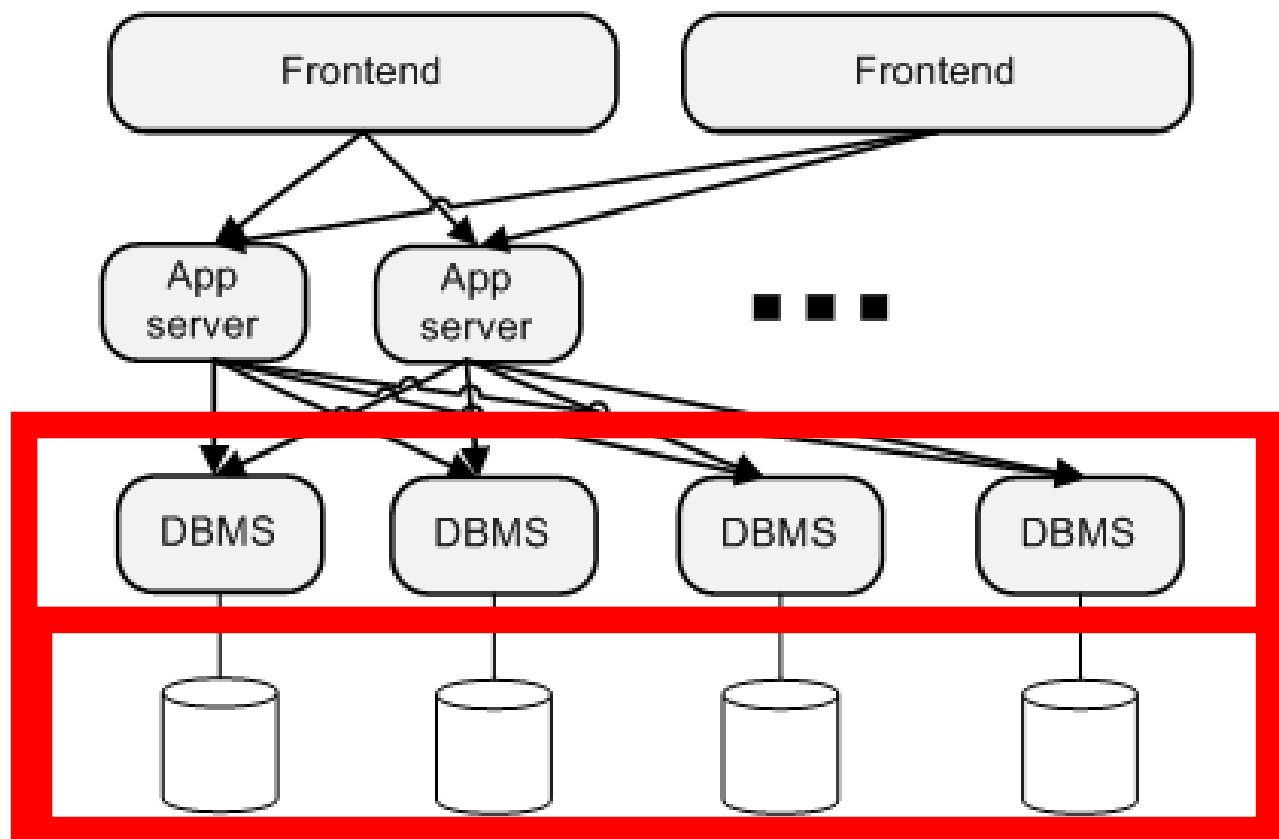 Frontend
Frontend
App
server
App
server
DBMS
DBMS
DBMS
DBMS